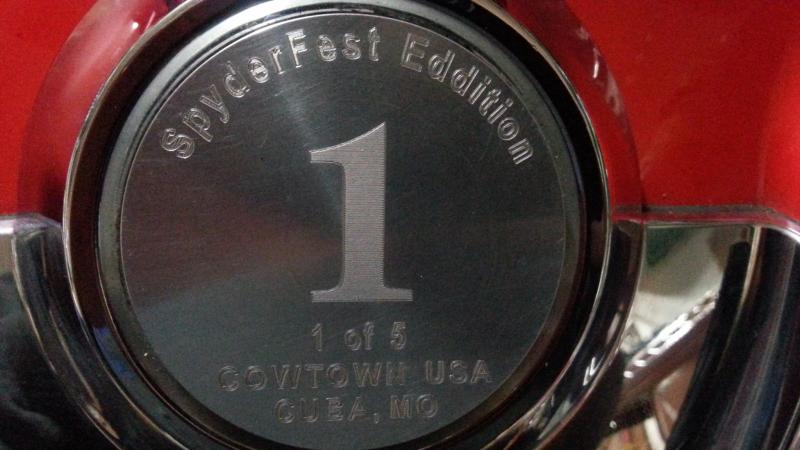 SpyderFest Eddition
1
1 of 5
COWTOWN USA
CUBA, MO